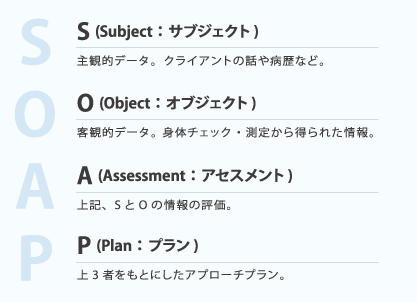 S
S (Subject：サブジェクト)
主観的データ。クライアントの話や病歴など。
O
O (Object：オブジェクト)
客観的データ。身体チェック・測定から得られた情報。
A
A (Assessment：アセスメント)
上記、SとOの情報の評価。
P
P (Plan：プラン)
上3者をもとにしたアプローチプラン。